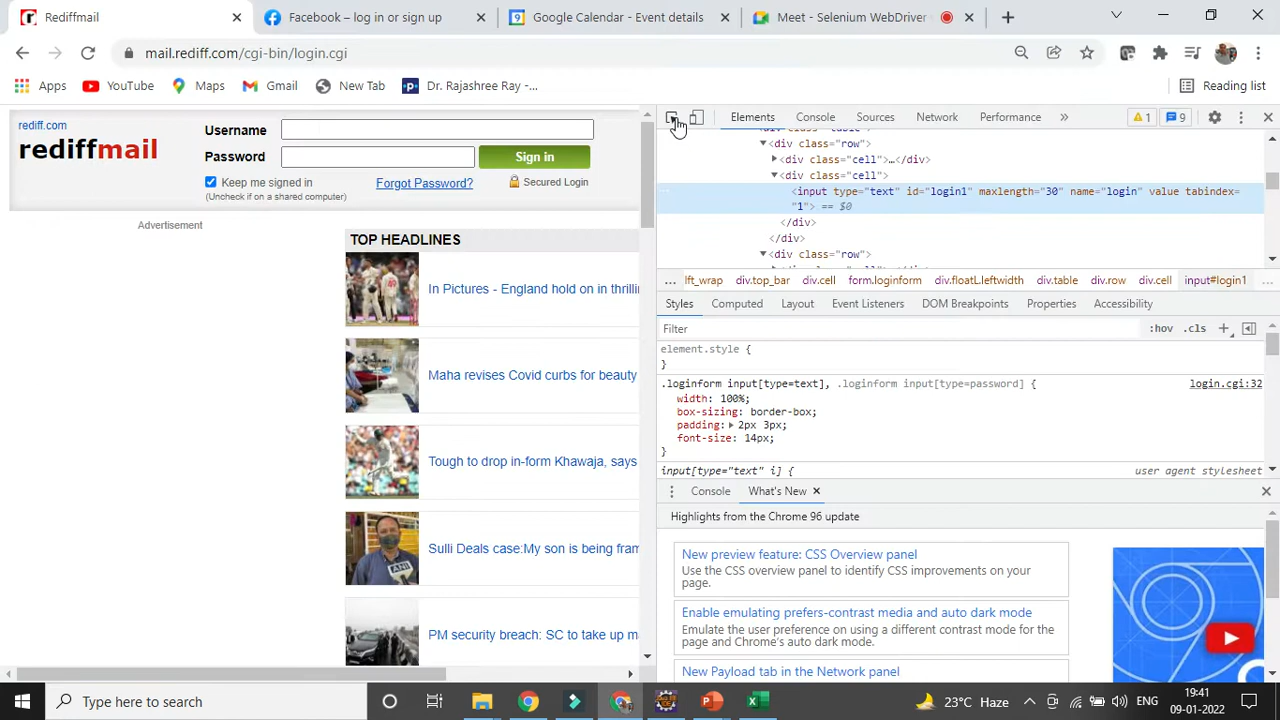 Rediffmail
Facebook – log in or sign up
Google Calendar - Event details
Meet - Selenium WebDriver
mail.rediff.com/cgi-bin/login.cgi
Apps
YouTube
Maps
Gmail
New Tab
Dr. Rajashree Ray -...
Reading list
rediff.com
rediffmail
Username
Password
Sign in
Keep me signed in
(Uncheck if on a shared computer)
Forgot Password?
Secured Login
Advertisement
TOP HEADLINES
In Pictures - England hold on in thrilli
Maha revises Covid curbs for beauty
Tough to drop in-form Khawaja, says
Sulli Deals case:My son is being fram
PM security breach: SC to take up m
Elements
Console
Sources
Network
Performance
»
1
9
<div class="row">
<div class="cell">…</div>
<div class="cell">
<input type="text" id="login1" maxlength="30" name="login" value tabindex=
"1"> == $0
</div>
</div>
<div class="row">
... lft_wrap div.top_bar div.cell form.loginform div.floatL.leftwidth div.table div.row div.cell input#login1 ...
Styles Computed Layout Event Listeners DOM Breakpoints Properties Accessibility
Filter
:hov .cls
element.style {
}
.loginform input[type=text], .loginform input[type=password] {
login.cgi:32
width: 100%;
box-sizing: border-box;
padding: 2px 3px;
font-size: 14px;
}
input[type="text" i] {
user agent stylesheet
Console
What's New
Highlights from the Chrome 96 update
New preview feature: CSS Overview panel
Use the CSS overview panel to identify CSS improvements on your
page.
Enable emulating prefers-contrast media and auto dark mode
Emulate the user preference on using a different contrast mode for the
page and Chrome's auto dark mode.
New Payload tab in the Network panel
Type here to search
23°C Haze
ENG
19:41
09-01-2022